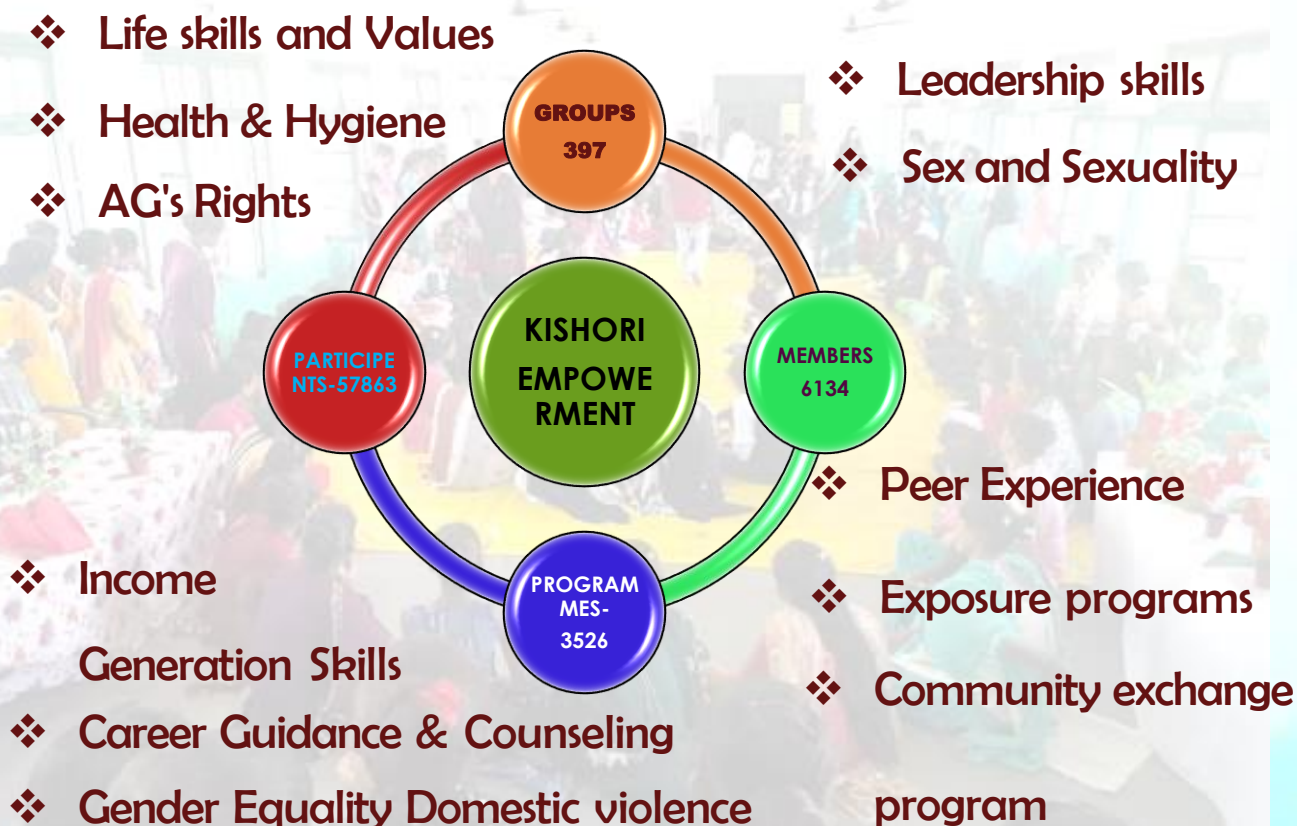 ❖ Life skills and Values
❖ Health & Hygiene
❖ AG's Rights
❖ Leadership skills
❖ Sex and Sexuality
GROUPS
397
PARTICIPE
NTS-57863
KISHORI
EMPOWE
RMENT
MEMBERS
6134
PROGRAM
MES-
3526
❖ Income
Generation Skills
❖ Career Guidance & Counseling
❖ Gender Equality Domestic violence
❖ Peer Experience
❖ Exposure programs
❖ Community exchange
program